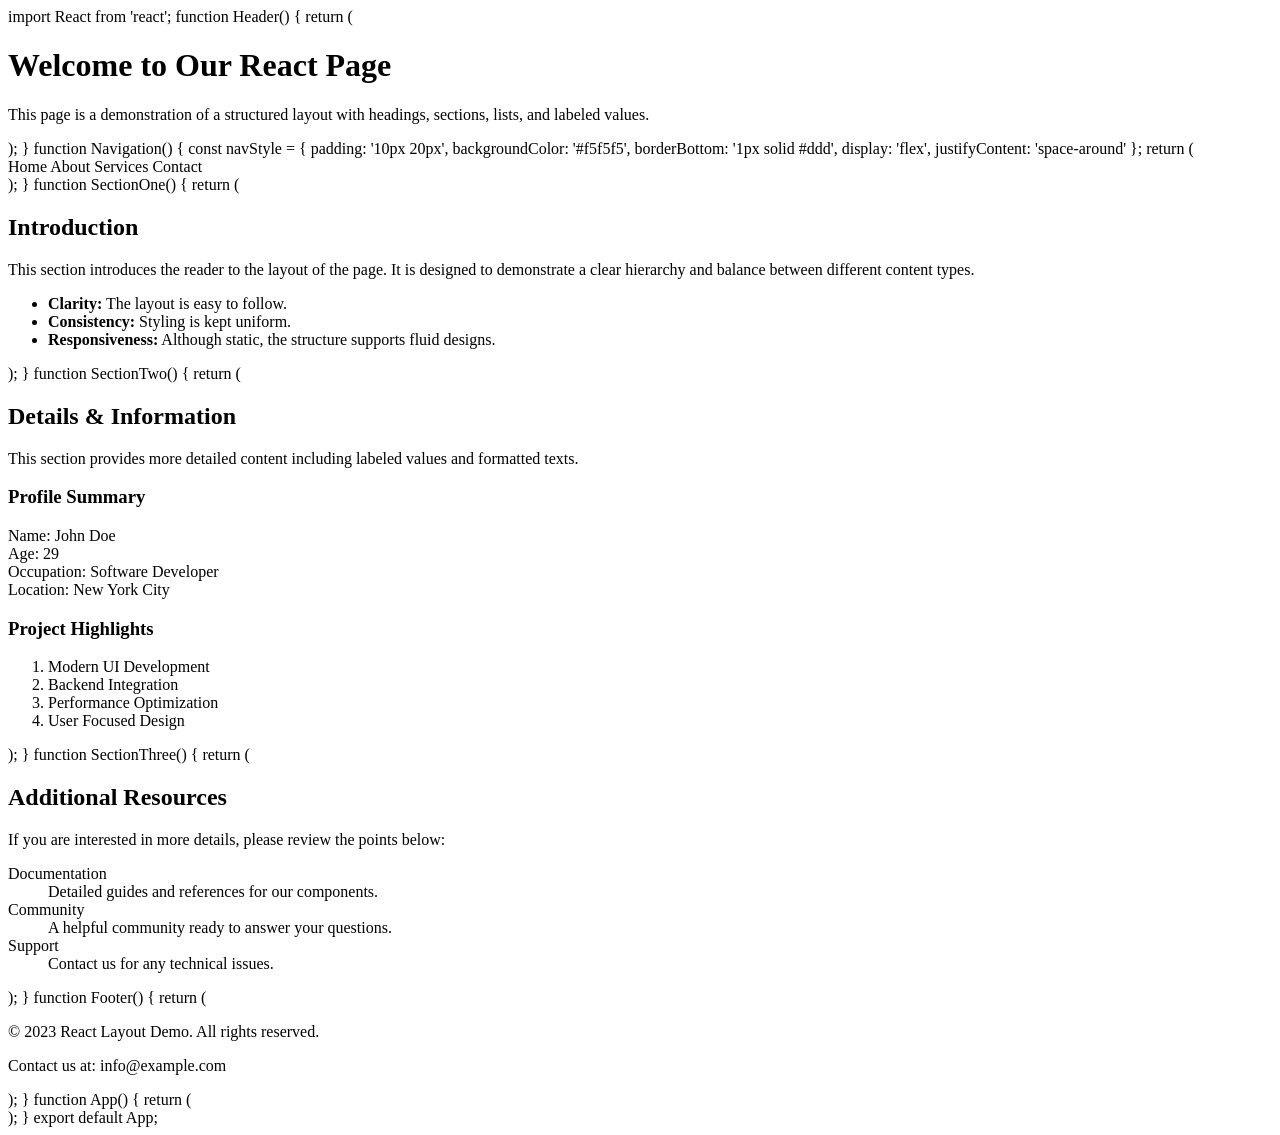 import React from 'react'; function Header() { return (
Welcome to Our React Page
This page is a demonstration of a structured layout with headings, sections, lists, and labeled values.
); } function Navigation() { const navStyle = { padding: '10px 20px', backgroundColor: '#f5f5f5', borderBottom: '1px solid #ddd', display: 'flex', justifyContent: 'space-around' }; return (
Home About Services Contact
); } function SectionOne() { return (
Introduction
This section introduces the reader to the layout of the page. It is designed to demonstrate a clear hierarchy and balance between different content types.
• Clarity: The layout is easy to follow.
• Consistency: Styling is kept uniform.
• Responsiveness: Although static, the structure supports fluid designs.
); } function SectionTwo() { return (
Details & Information
This section provides more detailed content including labeled values and formatted texts.
Profile Summary
Name: John Doe
Age: 29
Occupation: Software Developer
Location: New York City
Project Highlights
1. Modern UI Development
2. Backend Integration
3. Performance Optimization
4. User Focused Design
); } function SectionThree() { return (
Additional Resources
If you are interested in more details, please review the points below:
Documentation
Detailed guides and references for our components.
Community
A helpful community ready to answer your questions.
Support
Contact us for any technical issues.
); } function Footer() { return (
© 2023 React Layout Demo. All rights reserved.
Contact us at: info@example.com
); } function App() { return (
); } export default App;